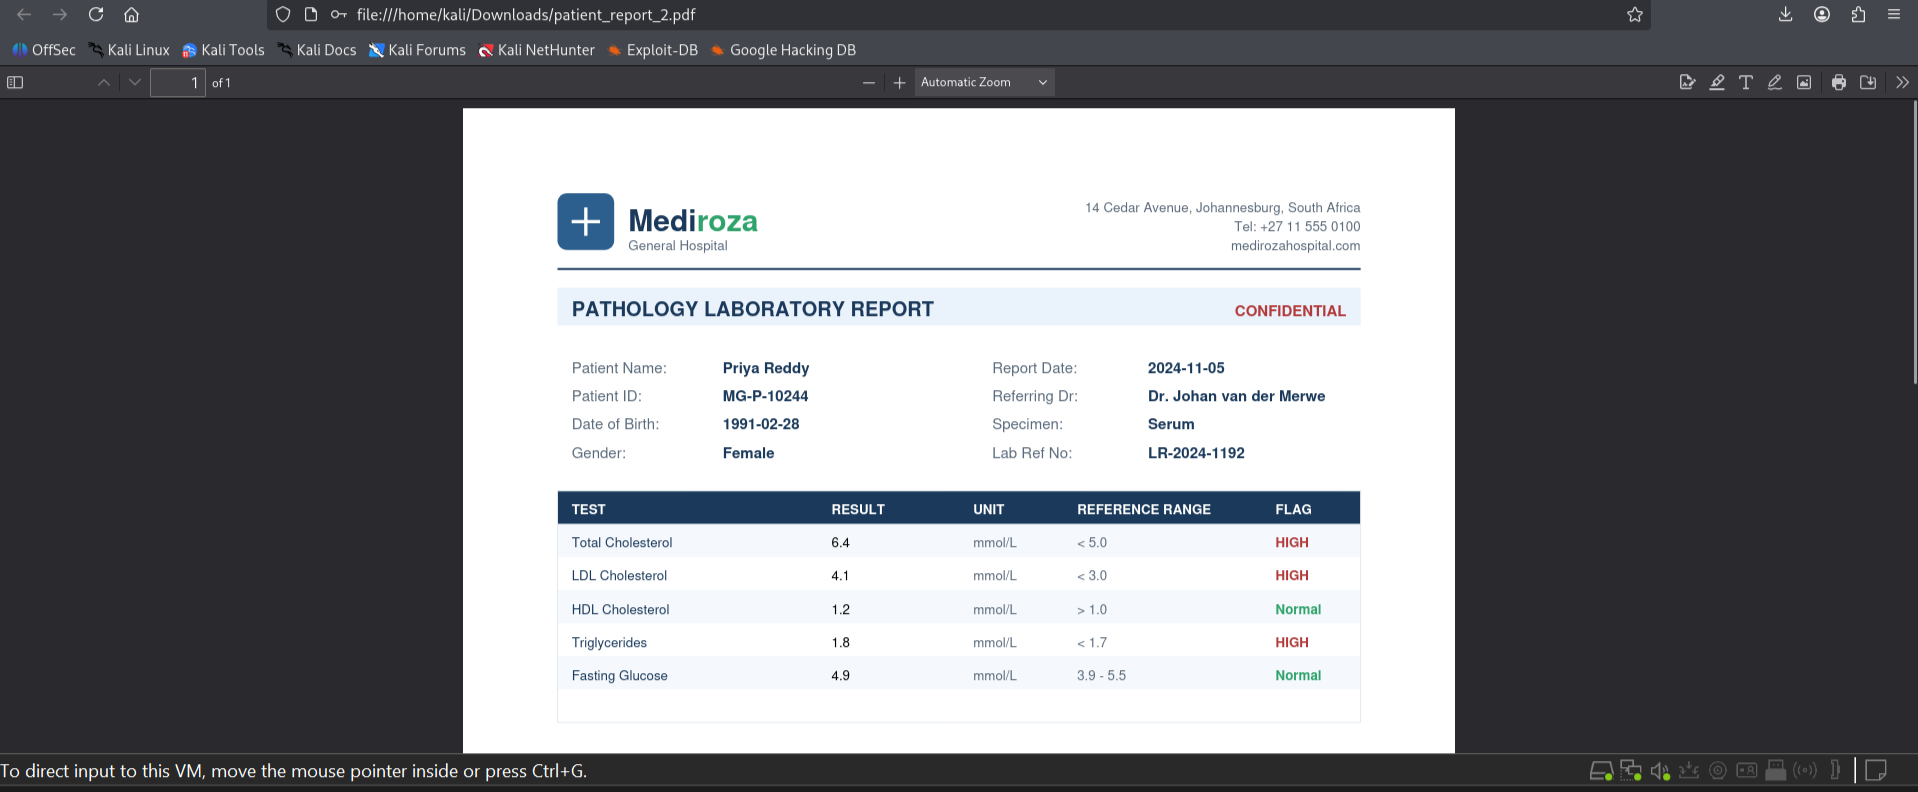 file:///home/kali/Downloads/patient_report_2.pdf
OffSec Kali Linux Kali Tools Kali Docs Kali Forums Kali NetHunter Exploit-DB Google Hacking DB
1 of 1 Automatic Zoom
Mediroza
General Hospital
14 Cedar Avenue, Johannesburg, South Africa
Tel: +27 11 555 0100
medirozahospital.com
PATHOLOGY LABORATORY REPORT CONFIDENTIAL
Patient Name: Priya Reddy Report Date: 2024-11-05
Patient ID: MG-P-10244 Referring Dr: Dr. Johan van der Merwe
Date of Birth: 1991-02-28 Specimen: Serum
Gender: Female Lab Ref No: LR-2024-1192
TEST RESULT UNIT REFERENCE RANGE FLAG
Total Cholesterol 6.4 mmol/L < 5.0 HIGH
LDL Cholesterol 4.1 mmol/L < 3.0 HIGH
HDL Cholesterol 1.2 mmol/L > 1.0 Normal
Triglycerides 1.8 mmol/L < 1.7 HIGH
Fasting Glucose 4.9 mmol/L 3.9 - 5.5 Normal
To direct input to this VM, move the mouse pointer inside or press Ctrl+G.